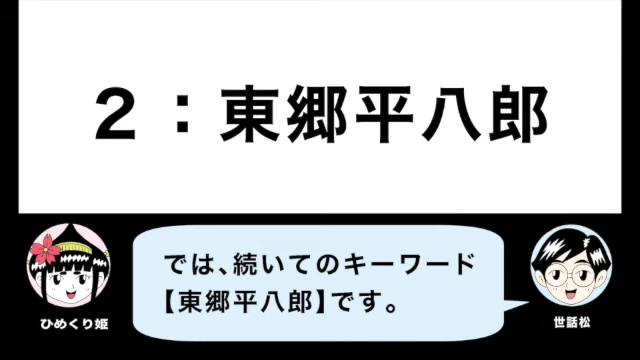 ２：東郷平八郎
では、続いてのキーワード
【東郷平八郎】です。
ひめくり姫
世話松